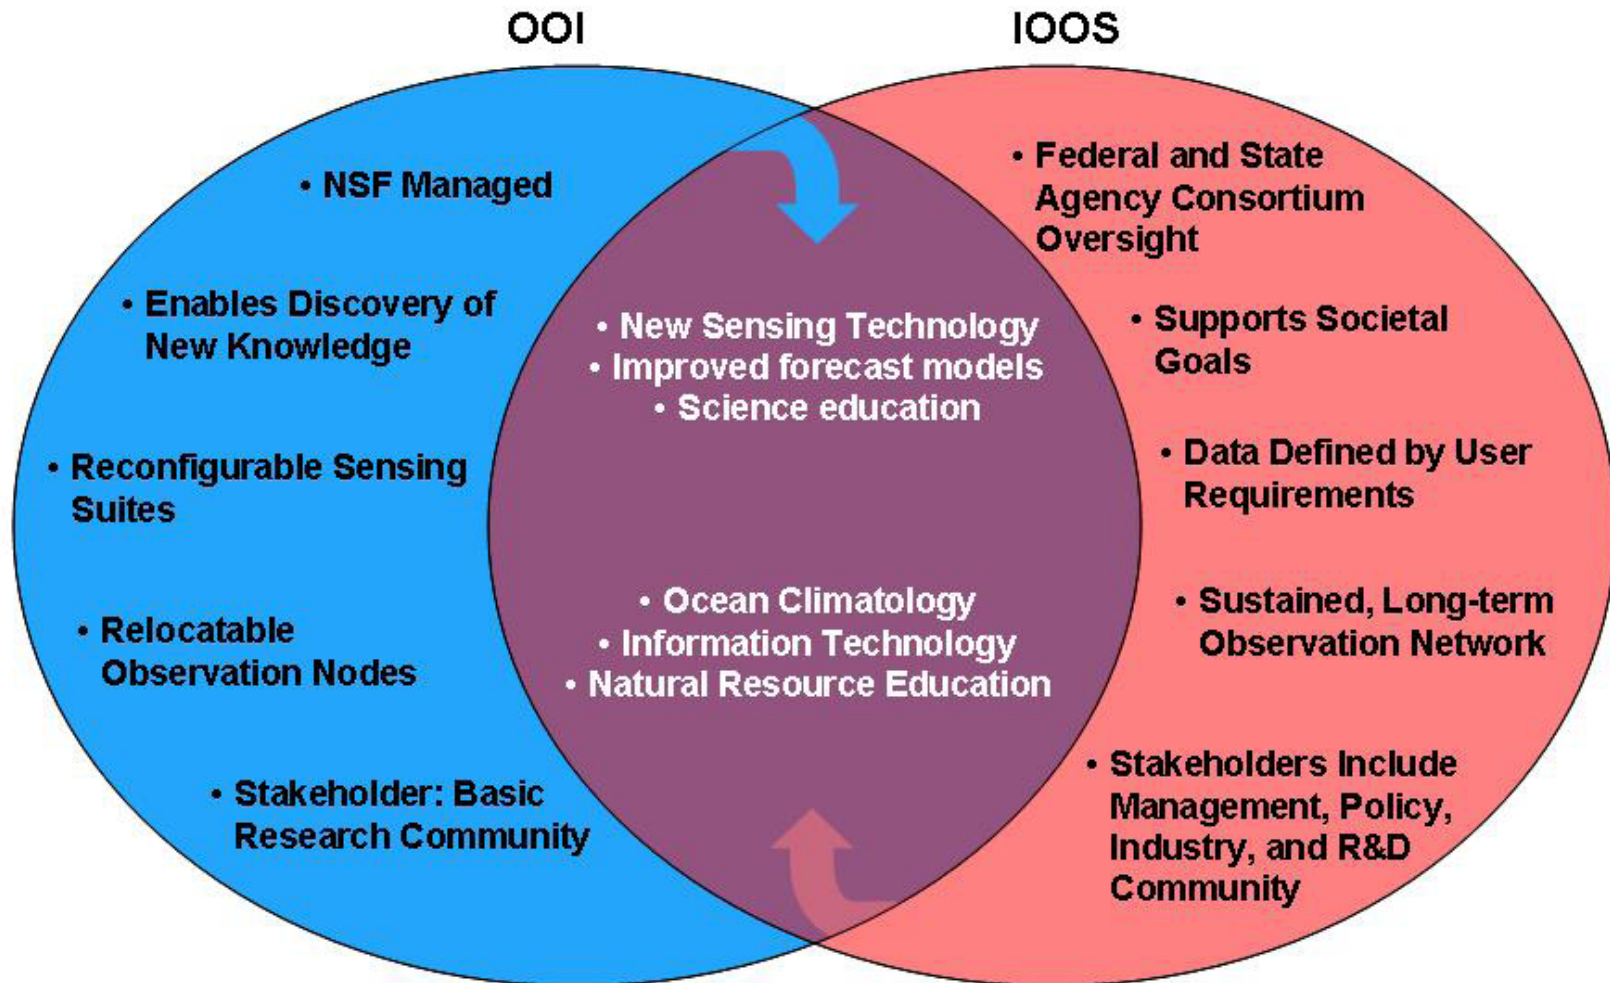 OOI
IOOS
• NSF Managed
• Enables Discovery of
New Knowledge
• Reconfigurable Sensing
Suites
• Relocatable
Observation Nodes
• Stakeholder: Basic
Research Community
• New Sensing Technology
• Improved forecast models
• Science education
• Ocean Climatology
• Information Technology
• Natural Resource Education
• Federal and State
Agency Consortium
Oversight
• Supports Societal
Goals
• Data Defined by User
Requirements
• Sustained, Long-term
Observation Network
• Stakeholders Include
Management, Policy,
Industry, and R&D
Community